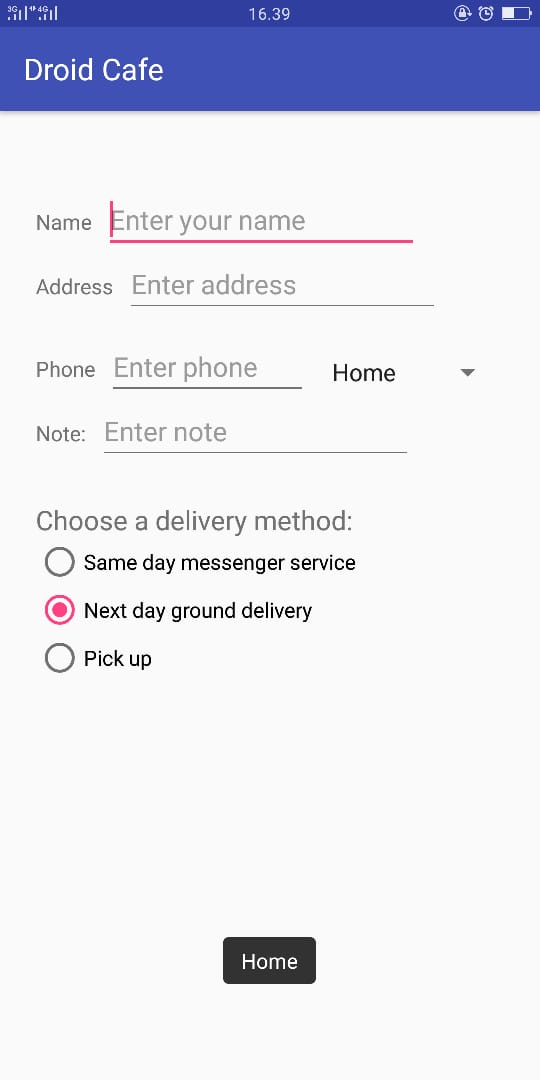 3G 4G 16.39
Droid Cafe
Name Enter your name
Address Enter address
Phone Enter phone Home
Note: Enter note
Choose a delivery method:
Same day messenger service
Next day ground delivery
Pick up
Home